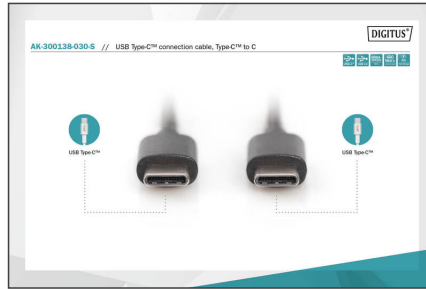 DIGITUS®
AK-300138-030-S // USB Type-C™ connection cable, Type-C™ to C
USB Type-C™
USB Type-C™